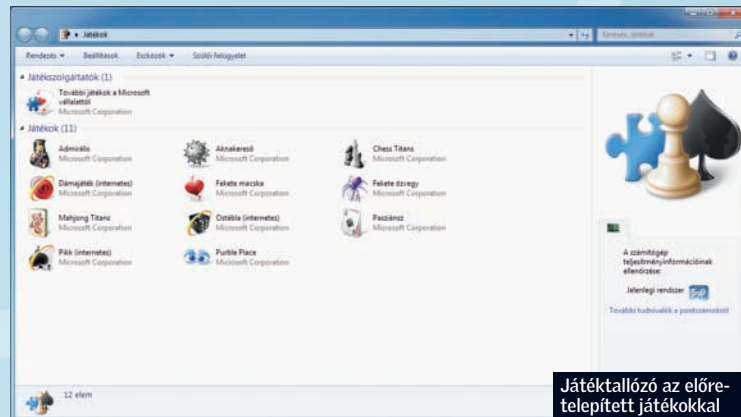 Játékok
Keresés: Játékok
Rendezés
Beállítások
Eszközök
Szülői felügyelet
Játékszolgáltatók (1)
További játékok a Microsoft
vállalattól
Microsoft Corporation
Játékok (11)
Admirális
Microsoft Corporation
Aknakereső
Microsoft Corporation
Chess Titans
Microsoft Corporation
Dámajáték (internetes)
Microsoft Corporation
Fekete macska
Microsoft Corporation
Fekete özvegy
Microsoft Corporation
Mahjong Titans
Microsoft Corporation
Ostábla (internetes)
Microsoft Corporation
Passziánsz
Microsoft Corporation
Pikk (internetes)
Microsoft Corporation
Purble Place
Microsoft Corporation
A számítógép
teljesítményinformációinak
ellenőrzése:
Jelenlegi rendszer
További tudnivalók a pontszámokról
12 elem
Játéktallózó az előre-
telepített játékokkal